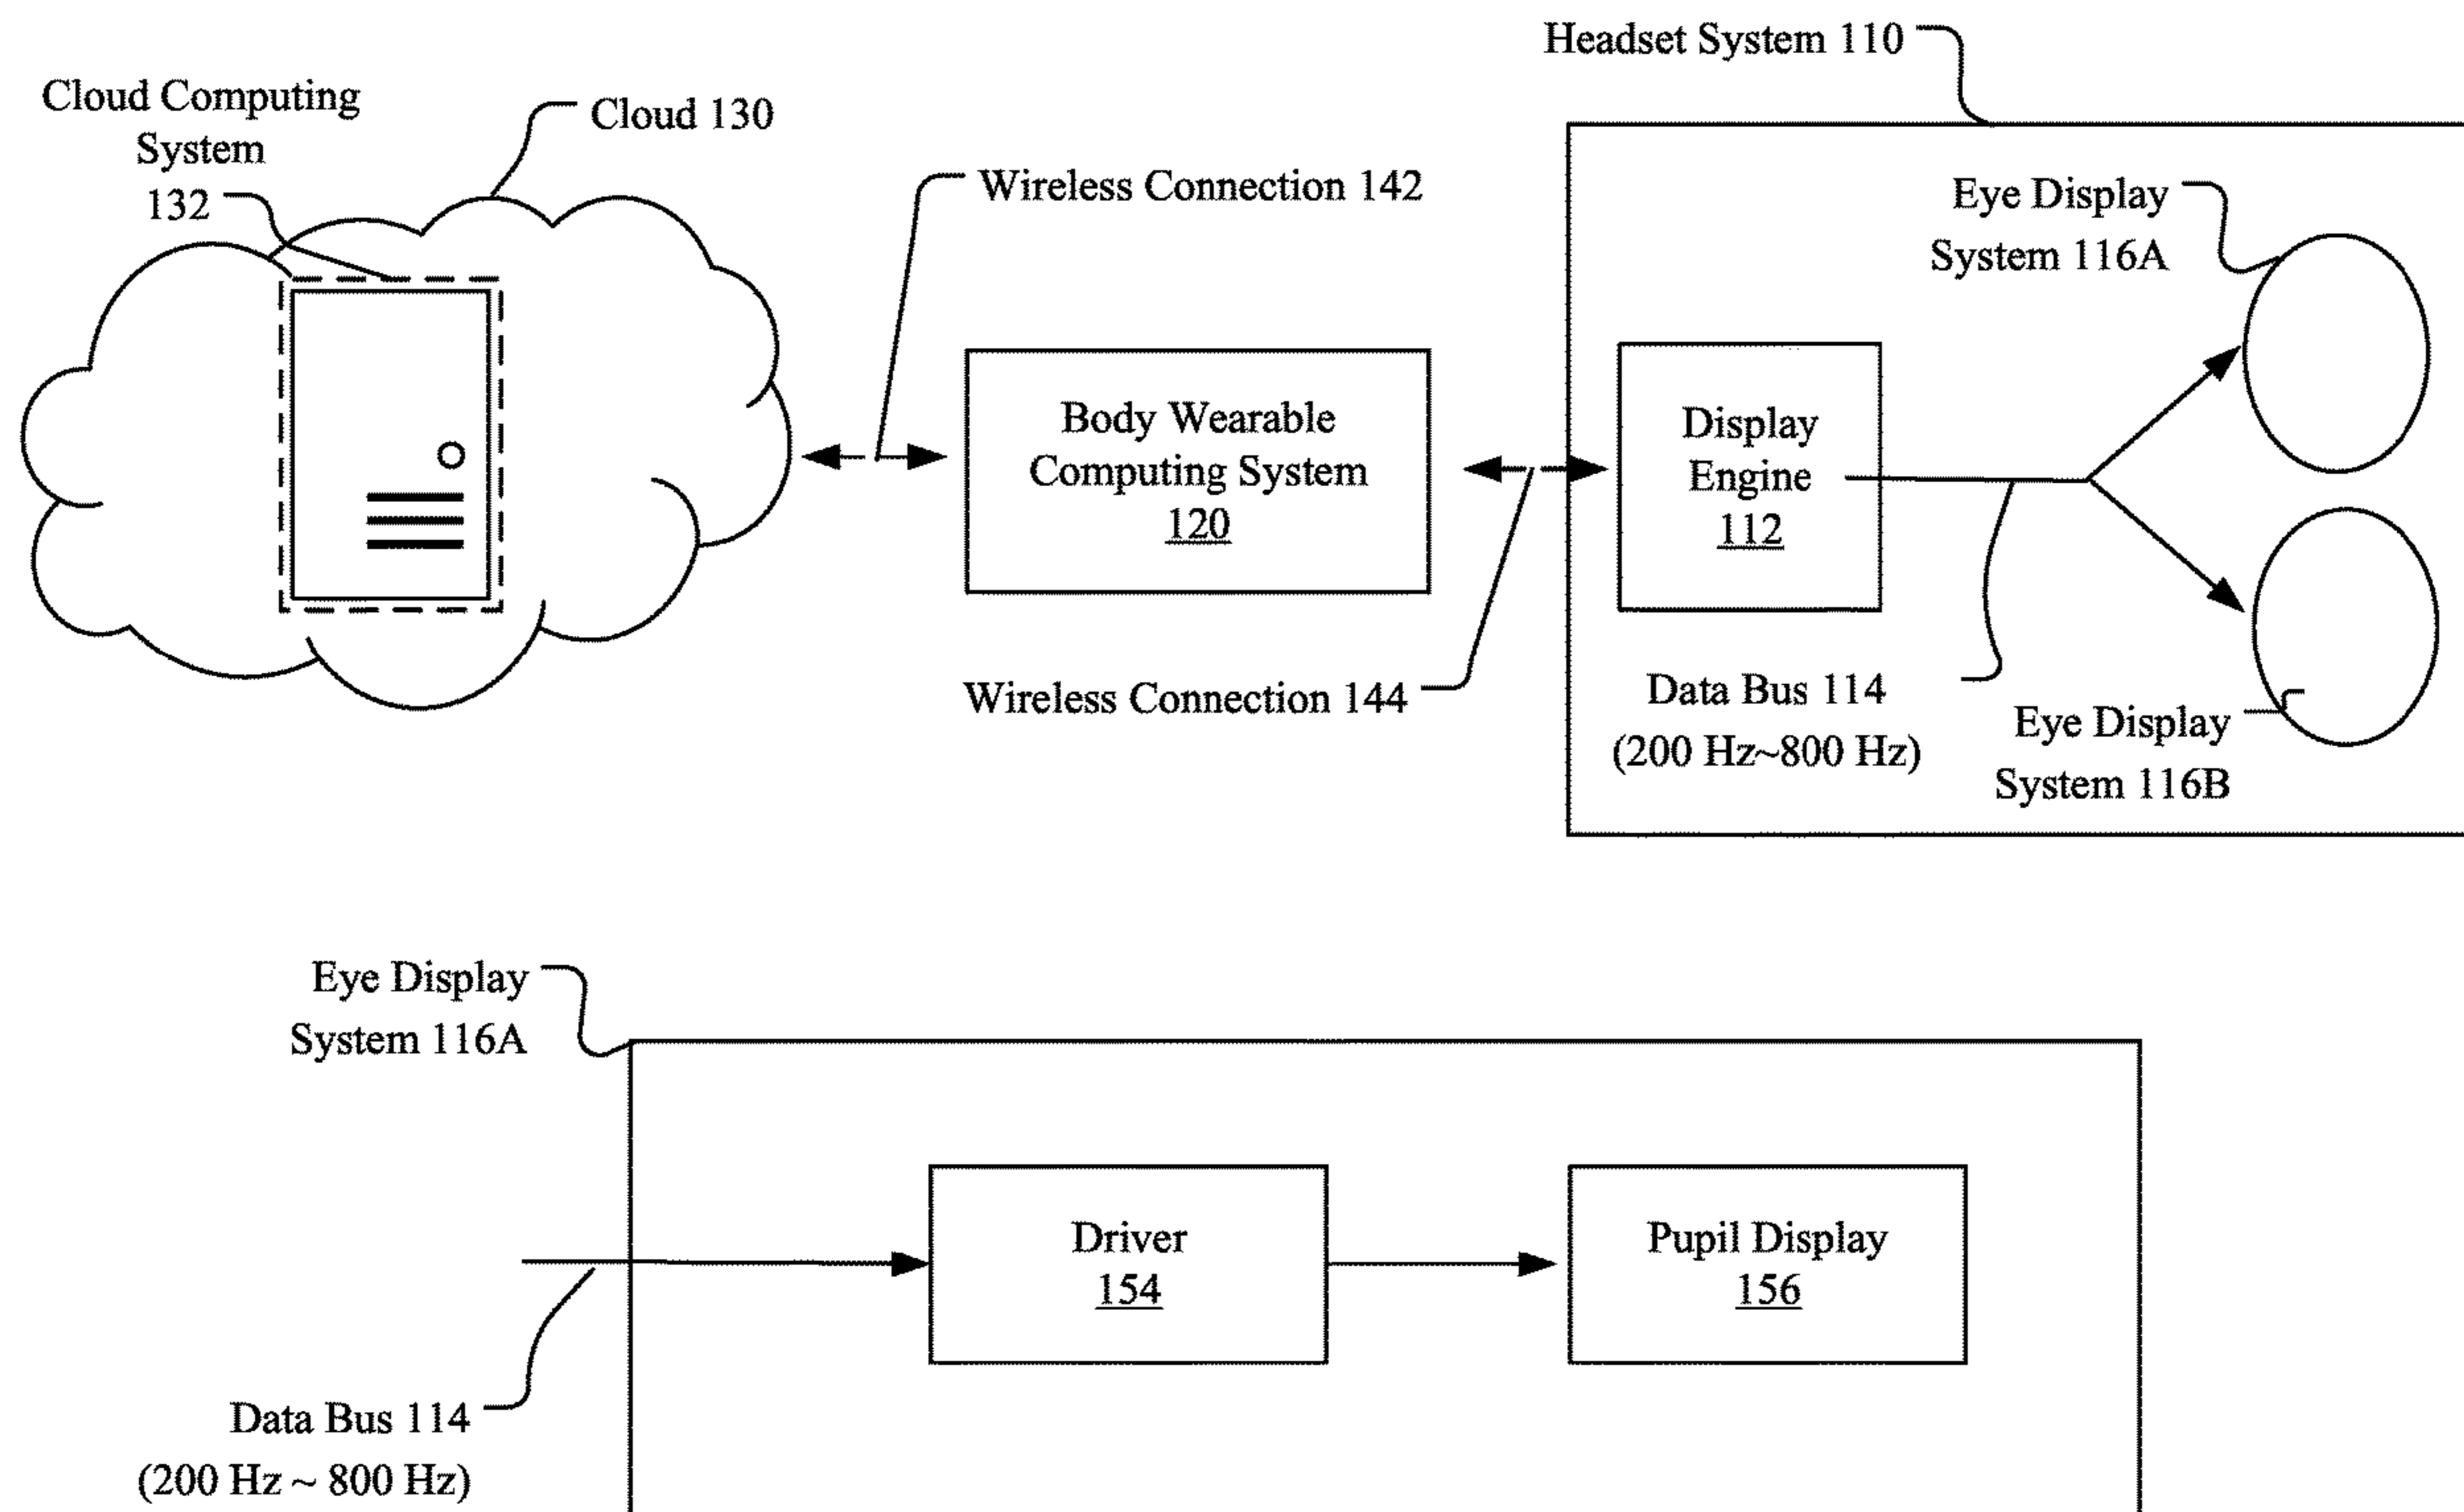 Headset System 110
Cloud Computing
System
132
Cloud 130
Wireless Connection 142
Eye Display
System 116A
Body Wearable
Computing System
120
Display
Engine
112
Wireless Connection 144
Data Bus 114
(200 Hz~800 Hz)
Eye Display
System 116B
Eye Display
System 116A
Driver
154
Pupil Display
156
Data Bus 114
(200 Hz ~ 800 Hz)